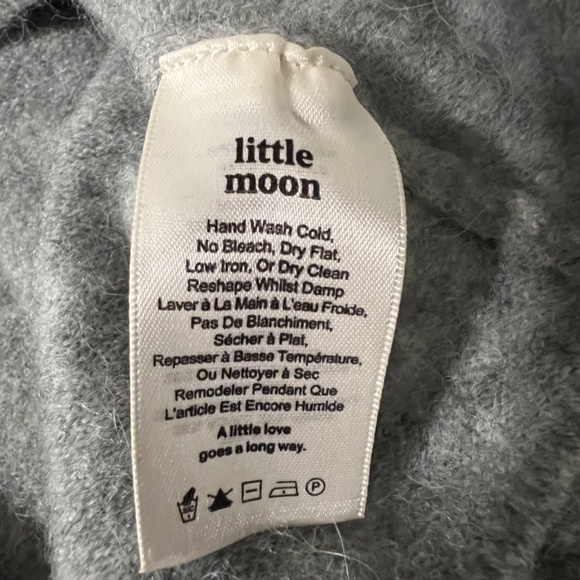 little
moon
Hand Wash Cold,
No Bleach, Dry Flat,
Low Iron, Or Dry Clean
Reshape Whilst Damp
Laver à La Main à L'eau Froide,
Pas De Blanchiment,
Sécher à Plat,
Repasser à Basse Température,
Ou Nettoyer à Sec
Remodeler Pendant Que
L'article Est Encore Humide
A little love
goes a long way.
P